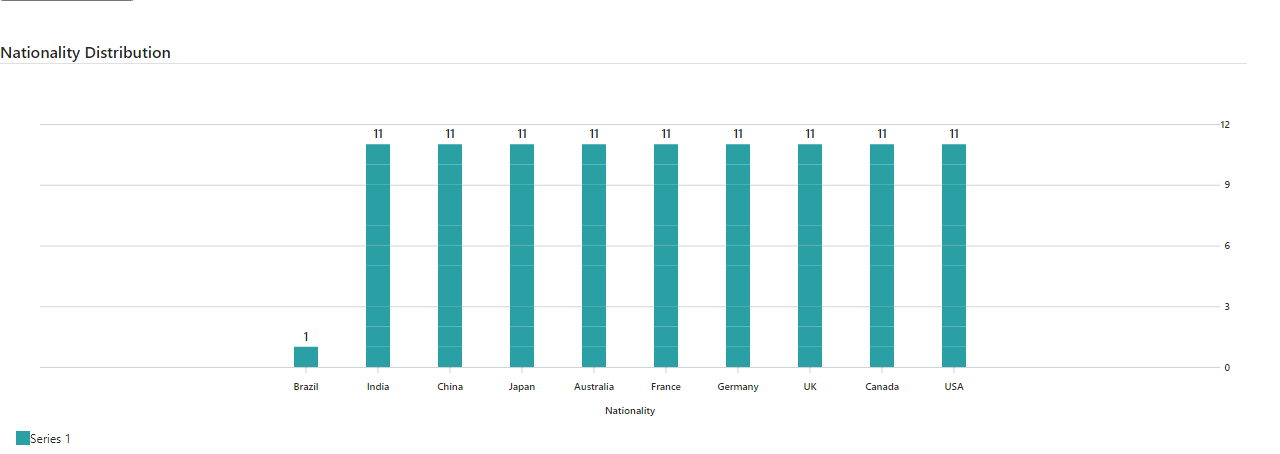 Nationality Distribution
12
11 11 11 11 11 11 11 11 11
9
6
3
1
0
Brazil India China Japan Australia France Germany UK Canada USA
Nationality
Series 1